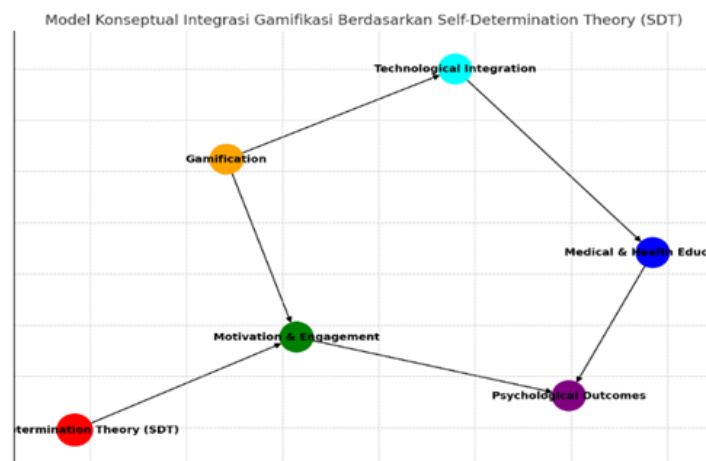 Model Konseptual Integrasi Gamifikasi Berdasarkan Self-Determination Theory (SDT)
Technological Integration
Gamification
Medical & Health Educ
Motivation & Engagement
Psychological Outcomes
termination Theory (SDT)